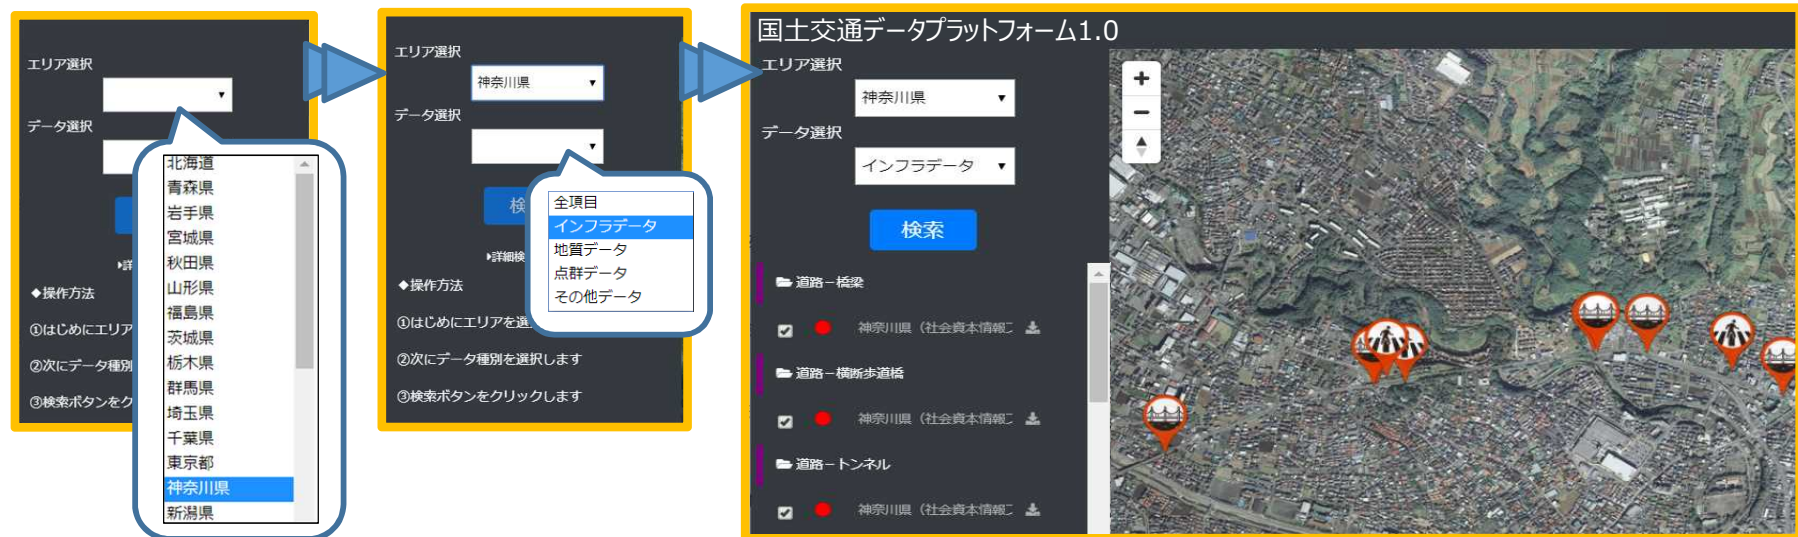 エリア選択
データ選択
北海道
青森県
岩手県
宮城県
秋田県
山形県
福島県
茨城県
栃木県
群馬県
埼玉県
千葉県
東京都
神奈川県
新潟県
◆操作方法
①はじめにエリア
②次にデータ種別
③検索ボタンをク
エリア選択
神奈川県
データ選択
検
全項目
インフラデータ
地質データ
点群データ
その他データ
▶詳細検
◆操作方法
①はじめにエリアを選
②次にデータ種別を選択します
③検索ボタンをクリックします
国土交通データプラットフォーム1.0
エリア選択
神奈川県
データ選択
インフラデータ
検索
道路－橋梁
神奈川県（社会資本情報
道路－横断歩道橋
神奈川県（社会資本情報
道路－トンネル
神奈川県（社会資本情報